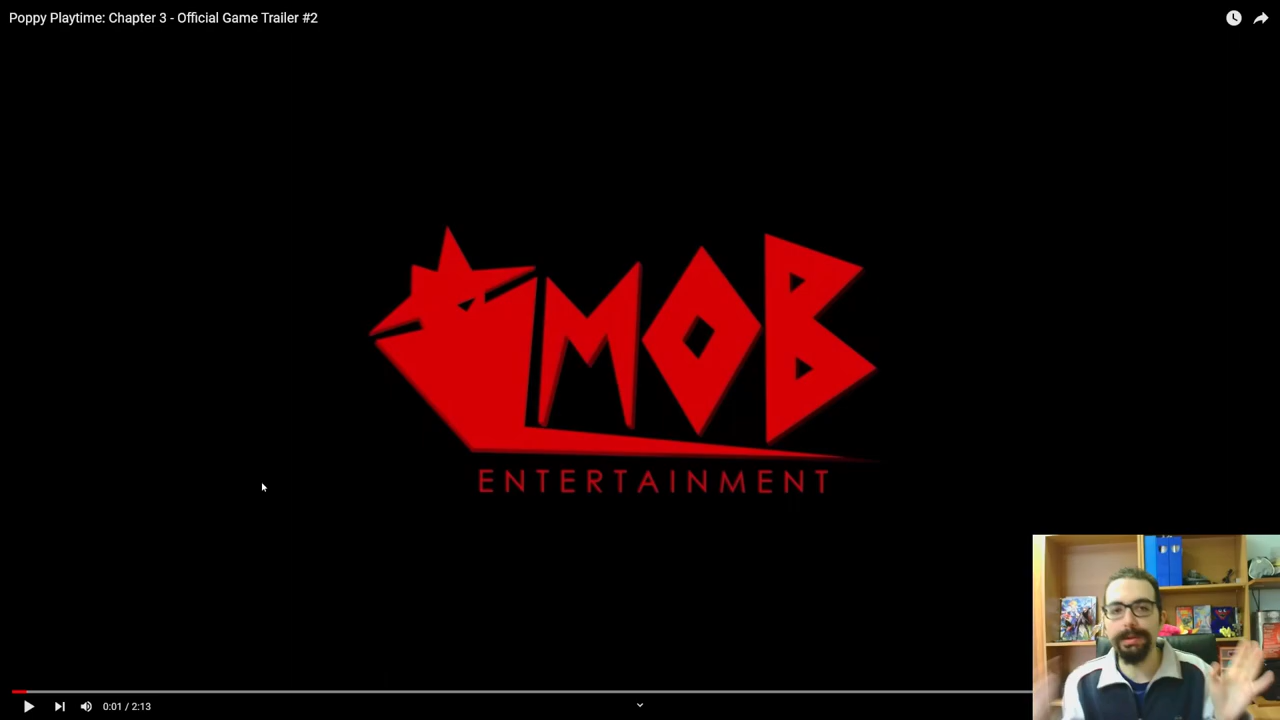 Poppy Playtime: Chapter 3 - Official Game Trailer #2
MOB
ENTERTAINMENT
0:01 / 2:13